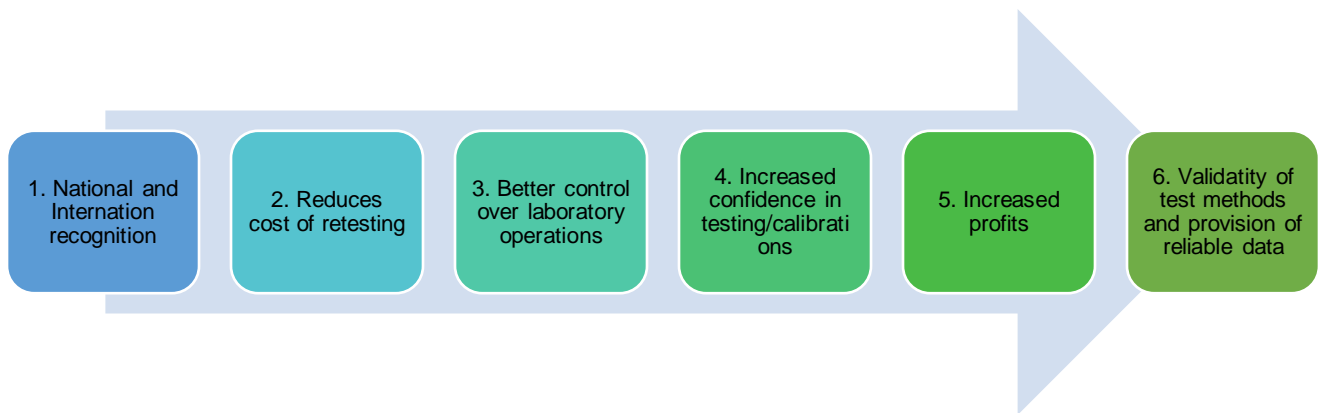 1. National and
Internation
recognition
2. Reduces
cost of retesting
3. Better control
over laboratory
operations
4. Increased
confidence in
testing/calibrati
ons
5. Increased
profits
6. Validatity of
test methods
and provision of
reliable data